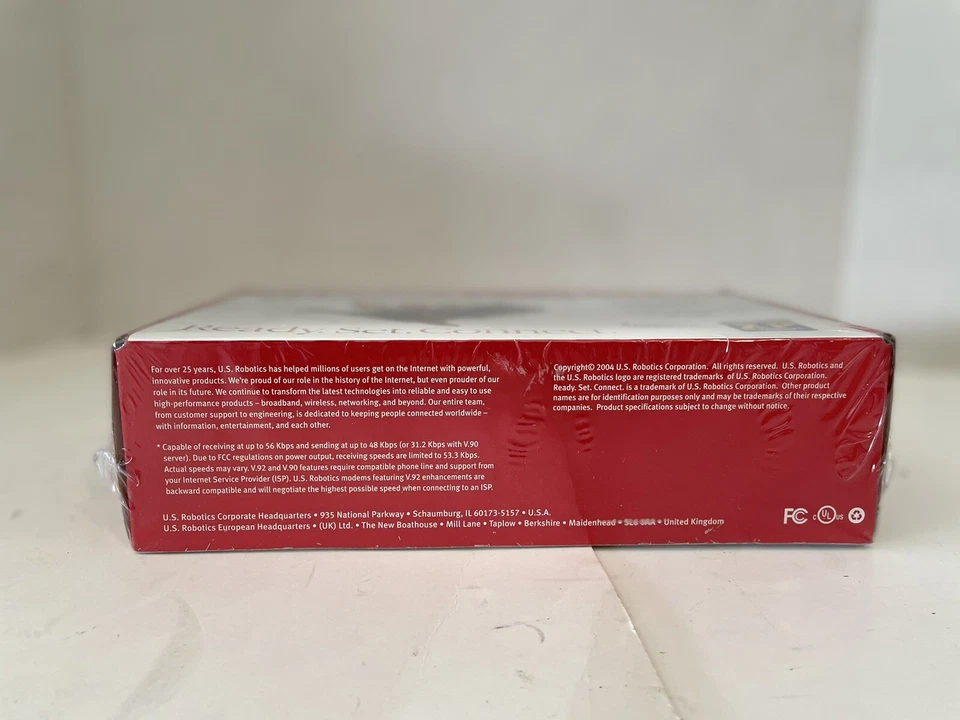 Ready. Set. Connect.
For over 25 years, U.S. Robotics has helped millions of users get on the Internet with powerful,
innovative products. We're proud of our role in the history of the Internet, but even prouder of our
role in its future. We continue to transform the latest technologies into reliable and easy to use
high-performance products – broadband, wireless, networking, and beyond. Our entire team,
from customer support to engineering, is dedicated to keeping people connected worldwide –
with information, entertainment, and each other.
* Capable of receiving at up to 56 Kbps and sending at up to 48 Kbps (or 31.2 Kbps with V.90
server). Due to FCC regulations on power output, receiving speeds are limited to 53.3 Kbps.
Actual speeds may vary. V.92 and V.90 features require compatible phone line and support from
your Internet Service Provider (ISP). U.S. Robotics modems featuring V.92 enhancements are
backward compatible and will negotiate the highest possible speed when connecting to an ISP.
Copyright© 2004 U.S. Robotics Corporation. All rights reserved. U.S. Robotics and
the U.S. Robotics logo are registered trademarks of U.S. Robotics Corporation.
Ready. Set. Connect. is a trademark of U.S. Robotics Corporation. Other product
names are for identification purposes only and may be trademarks of their respective
companies. Product specifications subject to change without notice.
U.S. Robotics Corporate Headquarters • 935 National Parkway • Schaumburg, IL 60173-5157 • U.S.A.
U.S. Robotics European Headquarters • (UK) Ltd. • The New Boathouse • Mill Lane • Taplow • Berkshire • Maidenhead • • United Kingdom
FC C UL US